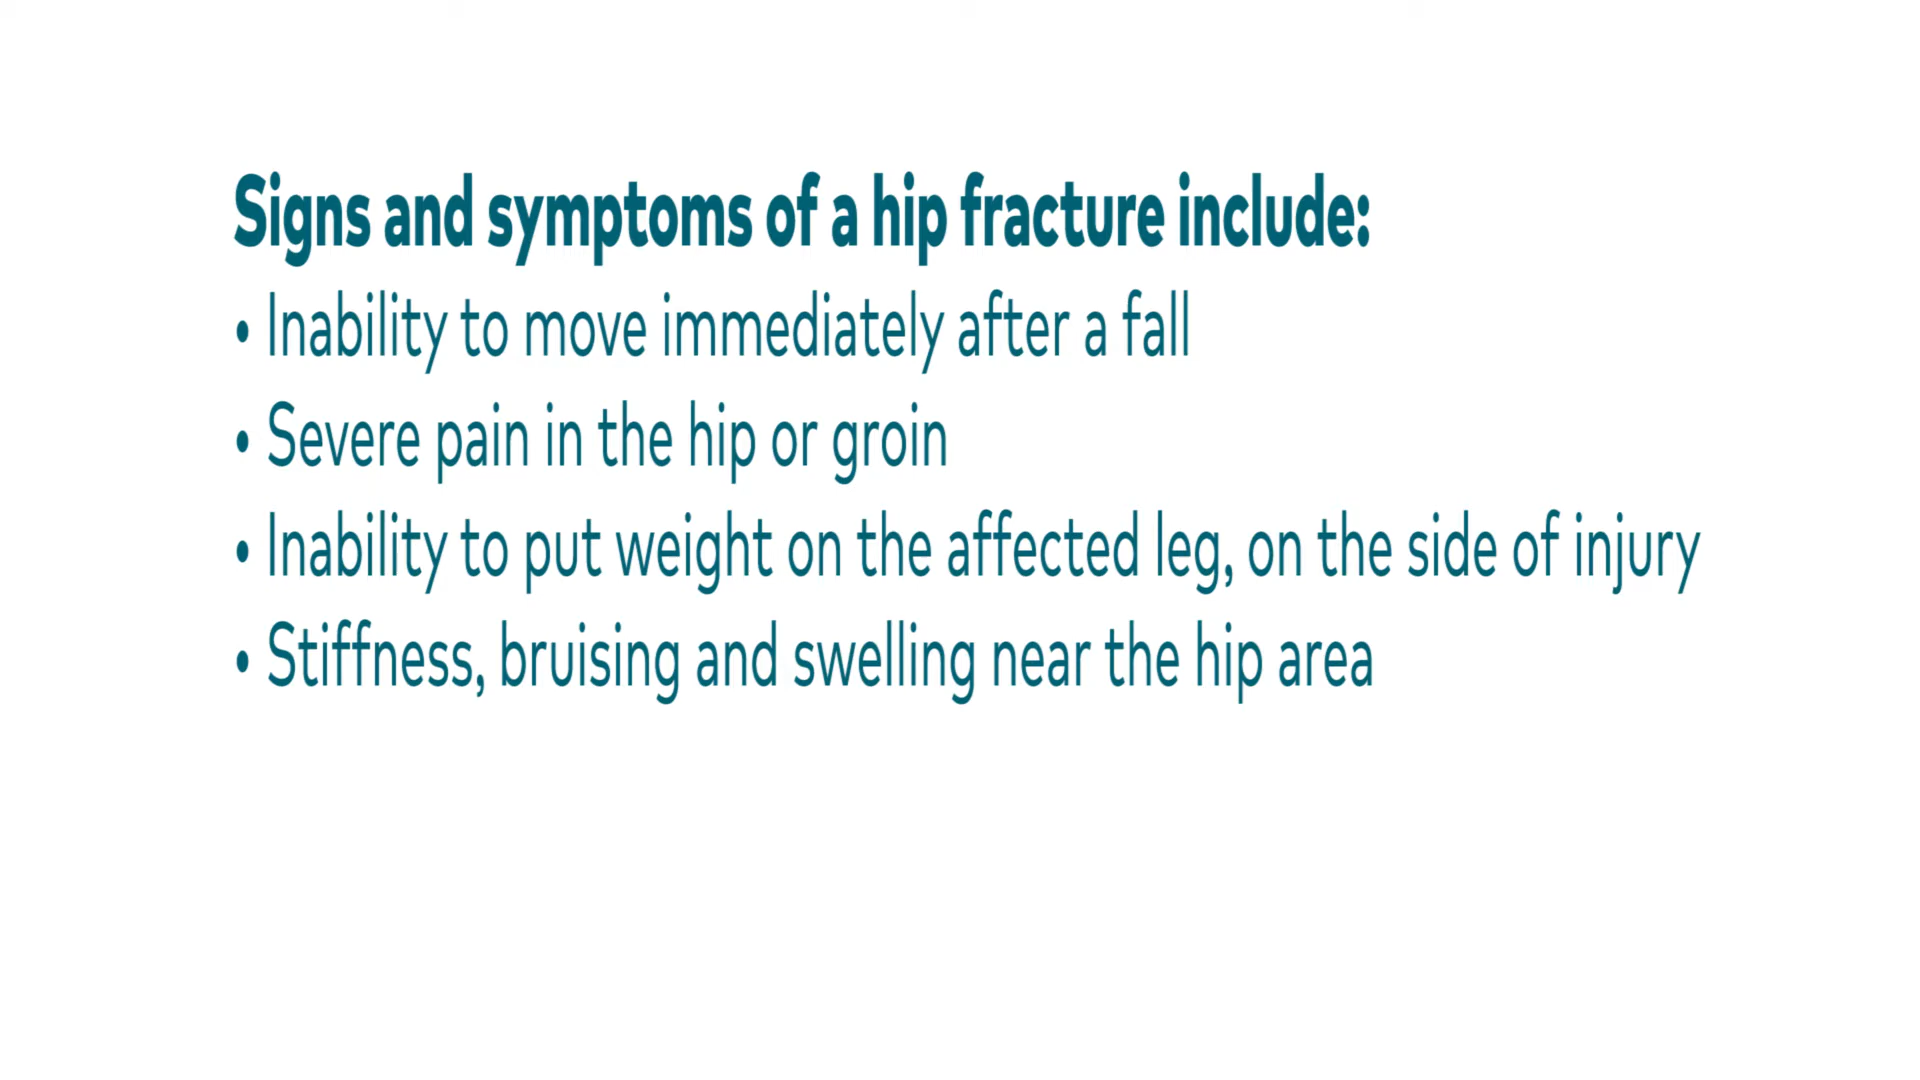 Signs and symptoms of a hip fracture include:
• Inability to move immediately after a fall
• Severe pain in the hip or groin
• Inability to put weight on the affected leg, on the side of injury
• Stiffness, bruising and swelling near the hip area